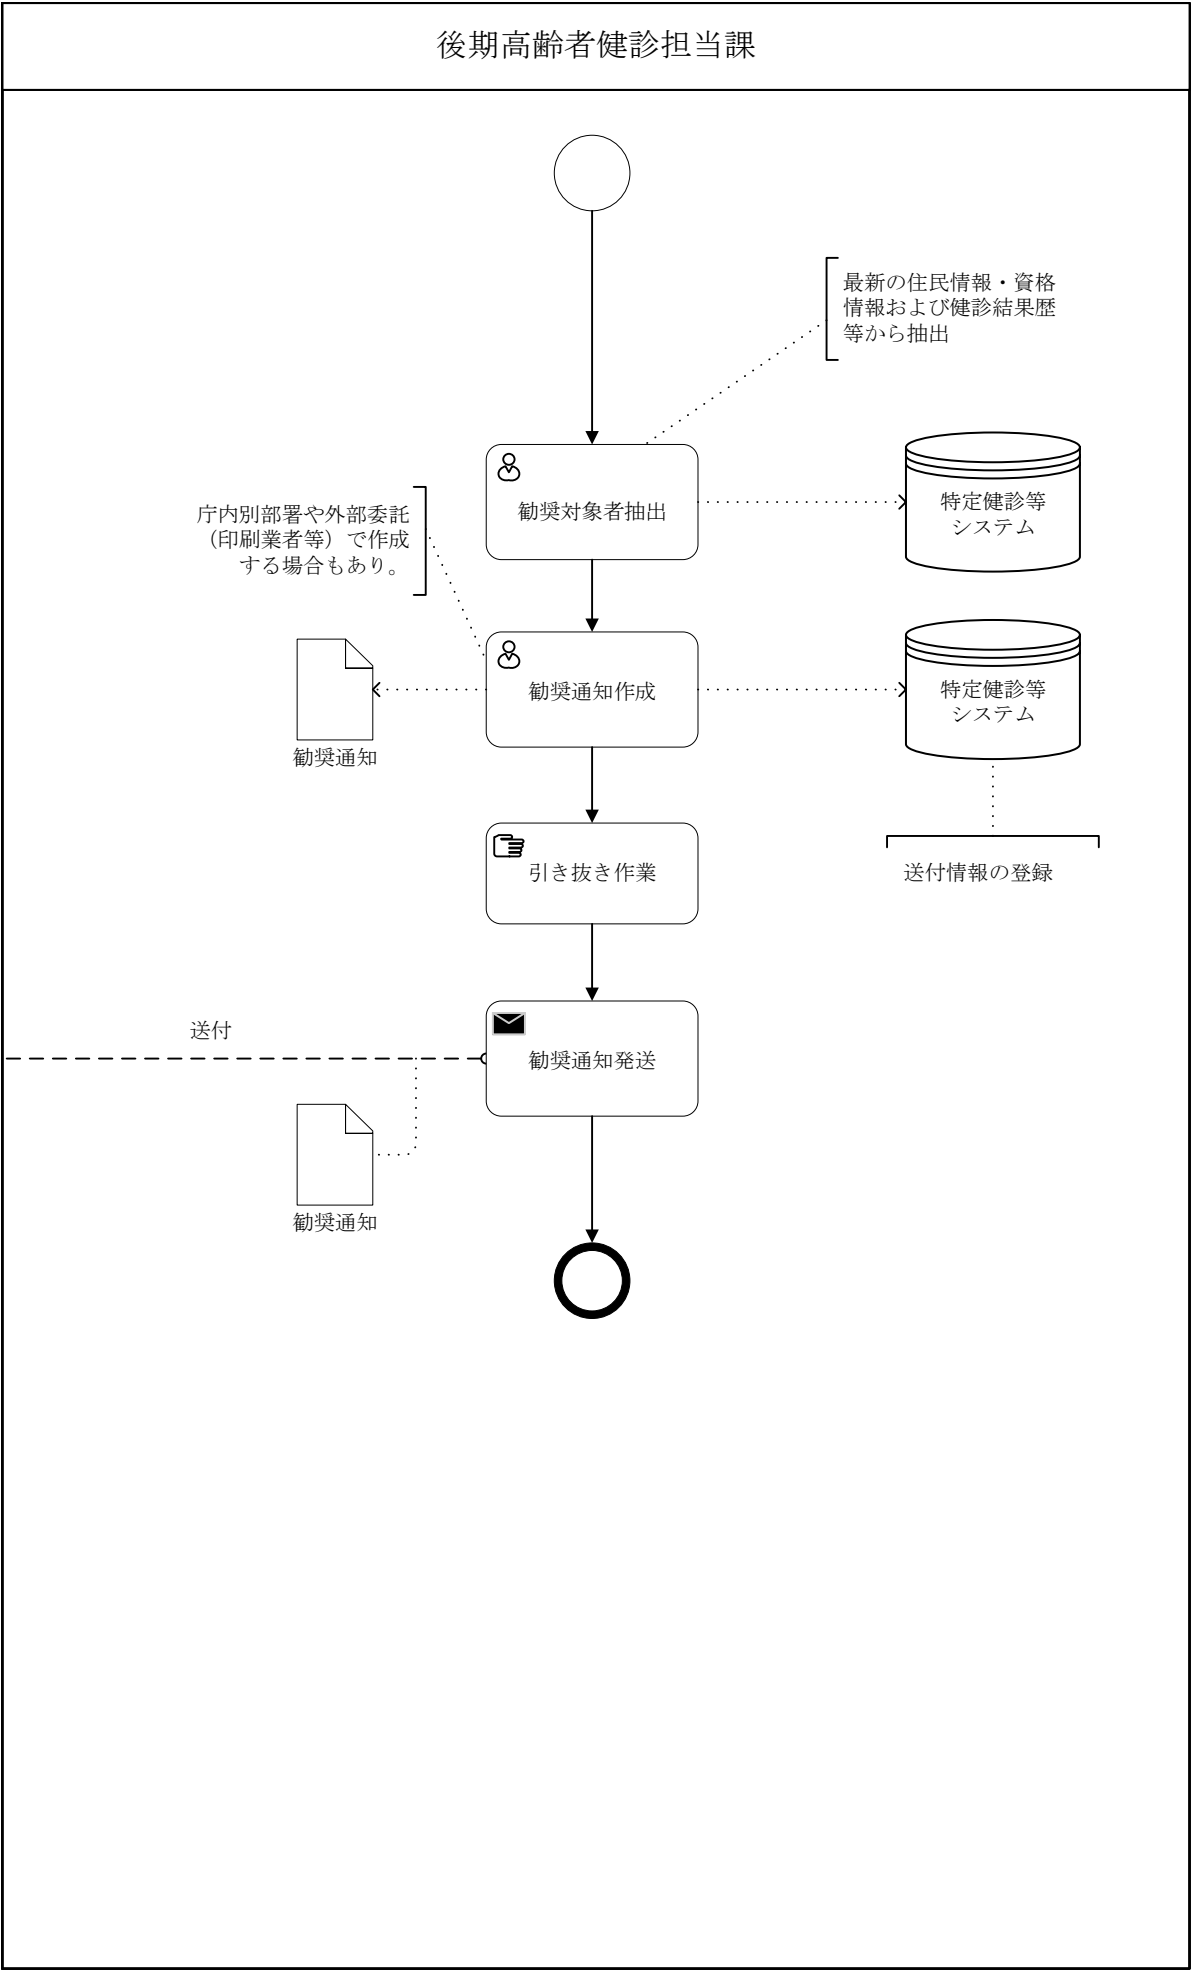 後期高齢者健診担当課
最新の住民情報・資格
情報および健診結果歴
等から抽出
勧奨対象者抽出
特定健診等
システム
庁内別部署や外部委託
（印刷業者等）で作成
する場合もあり。
勧奨通知作成
特定健診等
システム
勧奨通知
引き抜き作業
送付情報の登録
送付
勧奨通知発送
勧奨通知